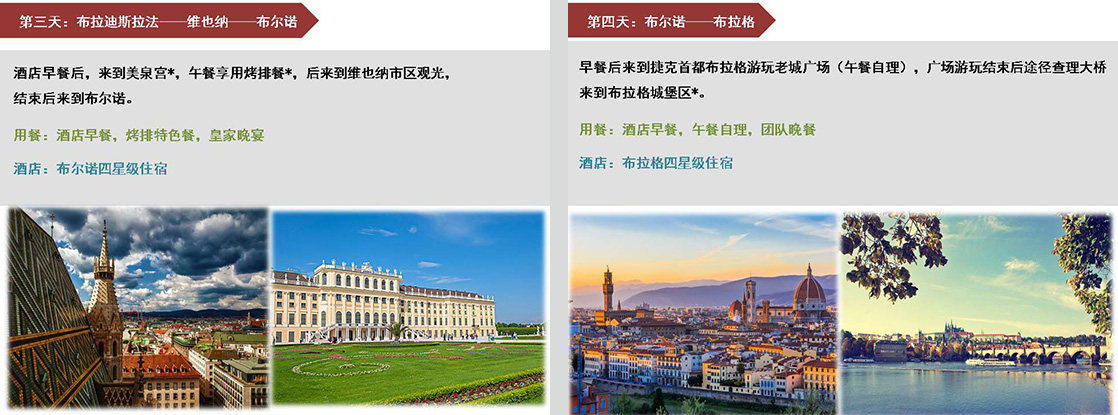 第三天：布拉迪斯拉法——维也纳——布尔诺
酒店早餐后，来到美泉宫*，午餐享用烤排餐*，后来到维也纳市区观光，
结束后来到布尔诺。
用餐：酒店早餐，烤排特色餐，皇家晚宴
酒店：布尔诺四星级住宿
第四天：布尔诺——布拉格
早餐后来到捷克首都布拉格游玩老城广场（午餐自理），广场游玩结束后途径查理大桥
来到布拉格城堡区*。
用餐：酒店早餐，午餐自理，团队晚餐
酒店：布拉格四星级住宿